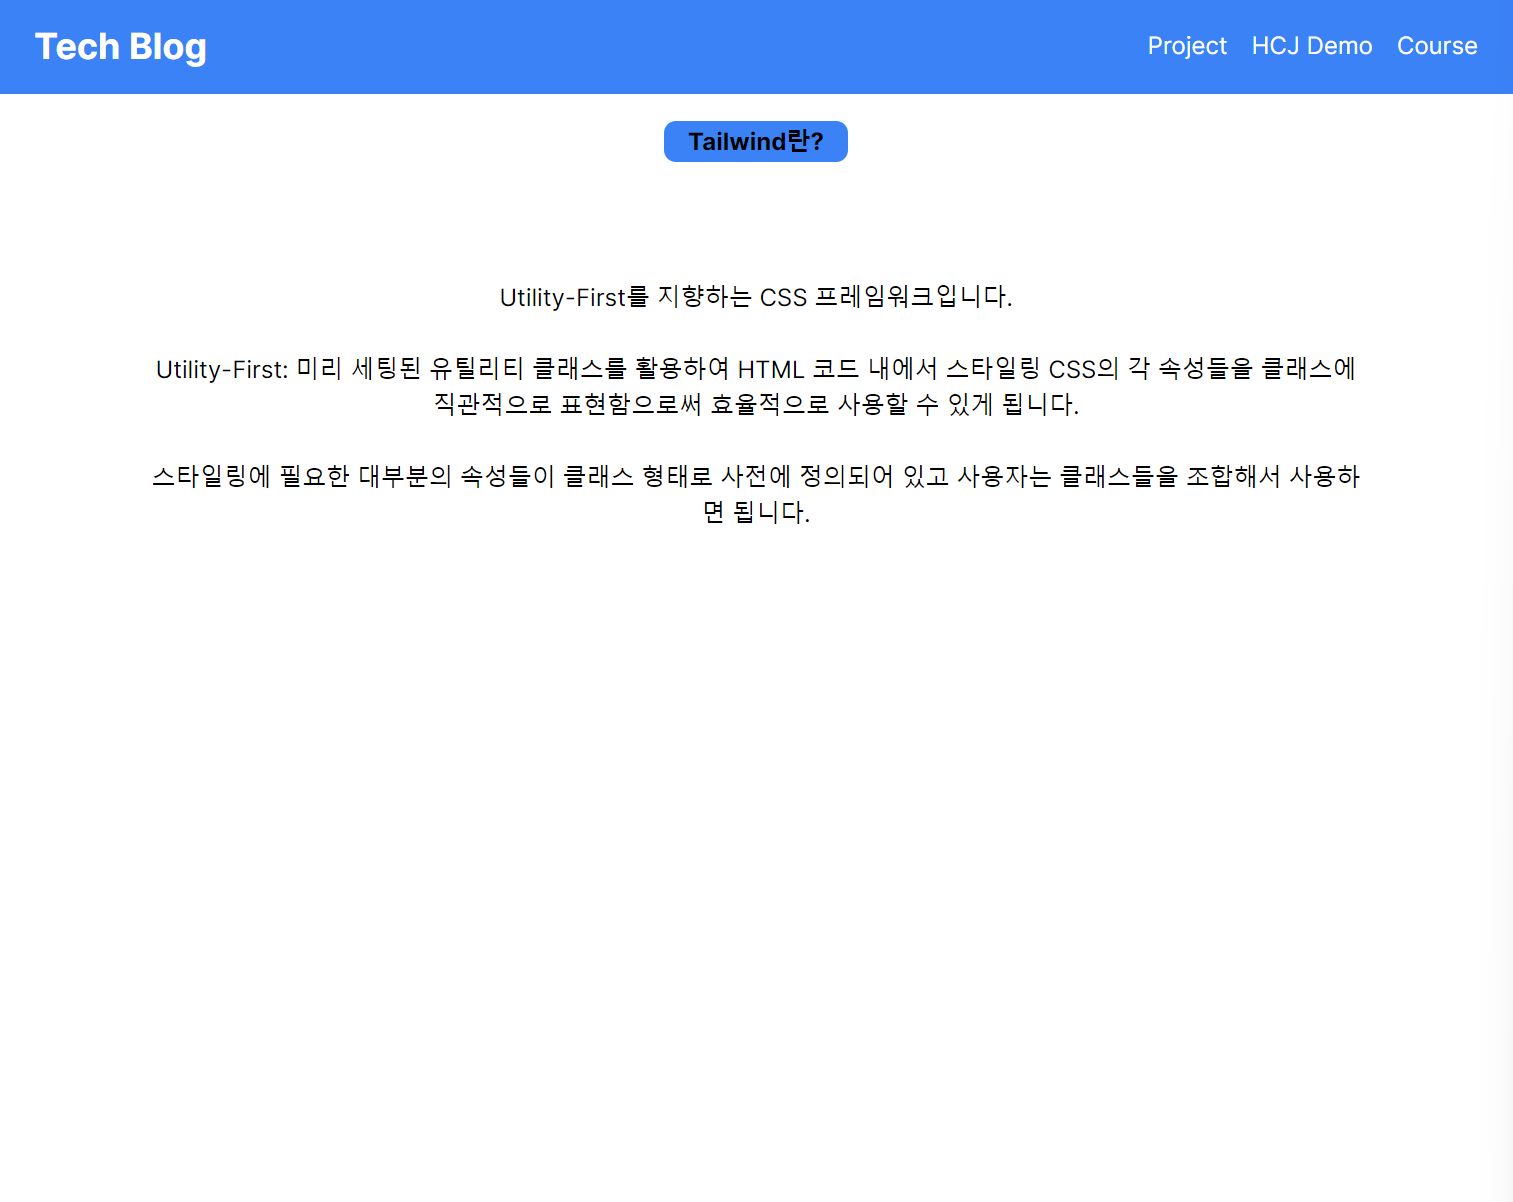 Tech Blog
Project HCJ Demo Course
Tailwind란?
Utility-First를 지향하는 CSS 프레임워크입니다.
Utility-First: 미리 세팅된 유틸리티 클래스를 활용하여 HTML 코드 내에서 스타일링 CSS의 각 속성들을 클래스에
직관적으로 표현함으로써 효율적으로 사용할 수 있게 됩니다.
스타일링에 필요한 대부분의 속성들이 클래스 형태로 사전에 정의되어 있고 사용자는 클래스들을 조합해서 사용하
면 됩니다.